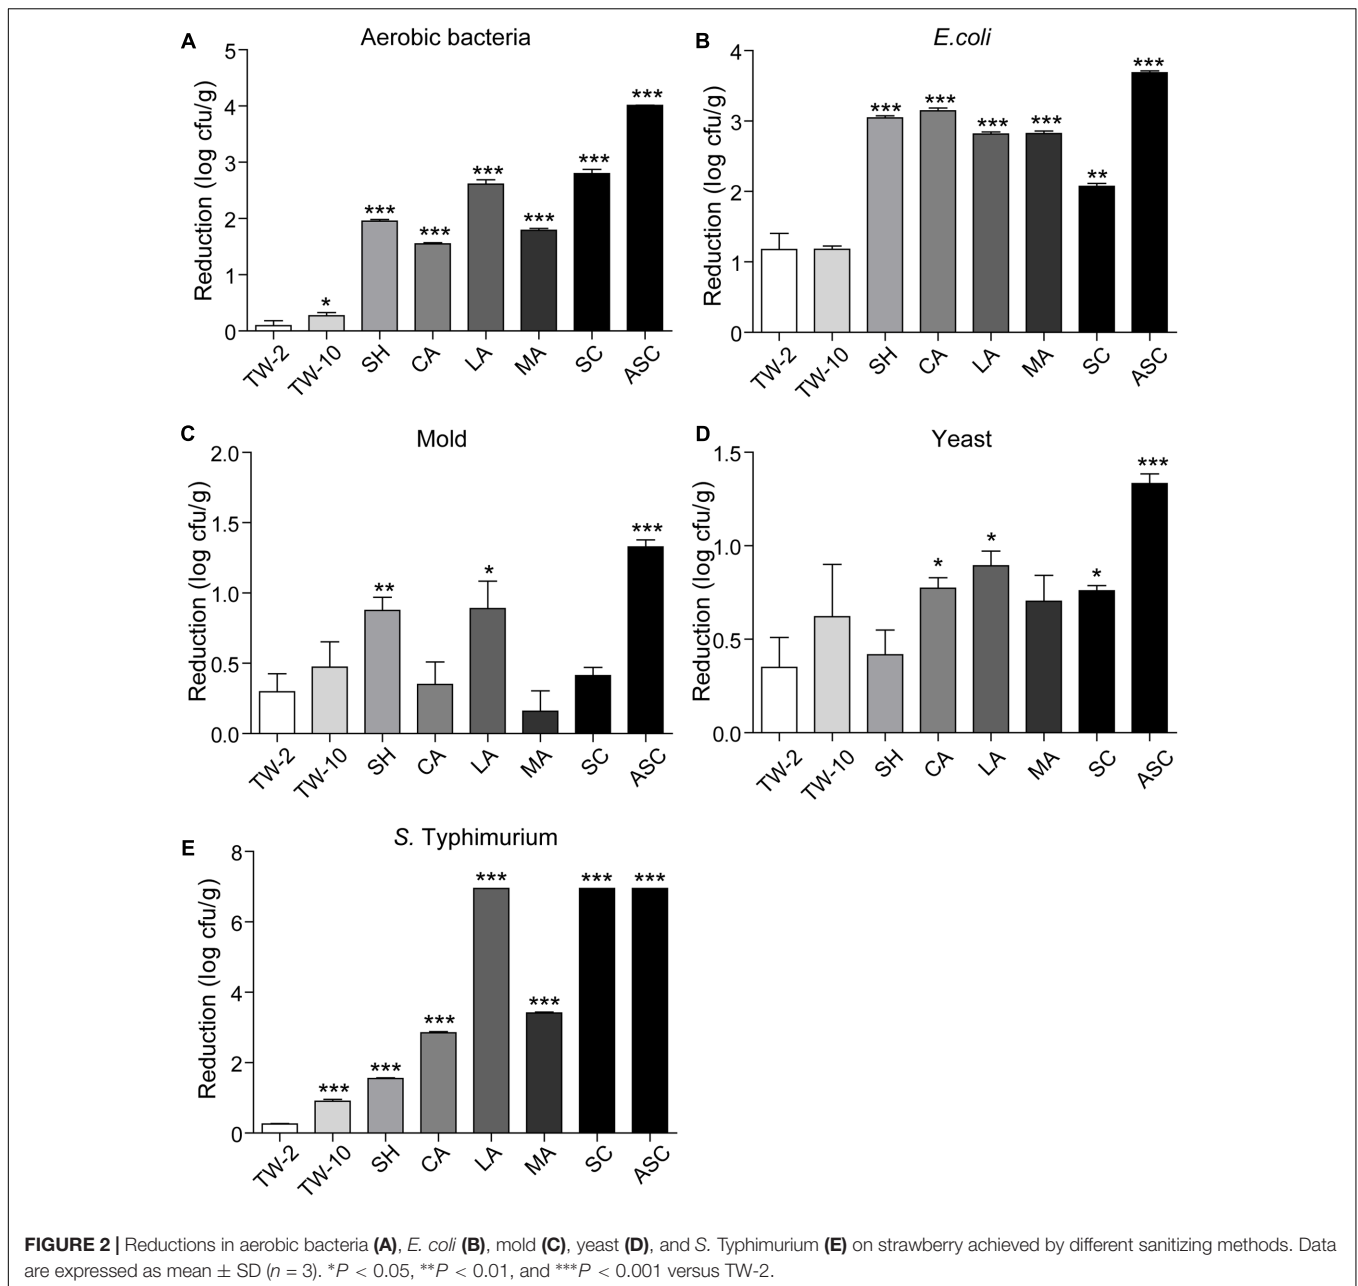 A
Aerobic bacteria
Reduction (log cfu/g)
5
4
3
2
1
0
*
***
***
***
***
***
***
TW-2
TW-10
SH
CA
LA
MA
SC
ASC
B
E.coli
Reduction (log cfu/g)
4
3
2
1
0
***
***
***
***
**
***
TW-2
TW-10
SH
CA
LA
MA
SC
ASC
C
Mold
Reduction (log cfu/g)
2.0
1.5
1.0
0.5
0.0
**
*
***
TW-2
TW-10
SH
CA
LA
MA
SC
ASC
D
Yeast
Reduction (log cfu/g)
1.5
1.0
0.5
0.0
*
*
*
***
TW-2
TW-10
SH
CA
LA
MA
SC
ASC
E
S. Typhimurium
Reduction (log cfu/g)
8
6
4
2
0
***
***
***
***
***
***
***
TW-2
TW-10
SH
CA
LA
MA
SC
ASC
FIGURE 2 | Reductions in aerobic bacteria (A), E. coli (B), mold (C), yeast (D), and S. Typhimurium (E) on strawberry achieved by different sanitizing methods. Data
are expressed as mean ± SD (n = 3). *P < 0.05, **P < 0.01, and ***P < 0.001 versus TW-2.